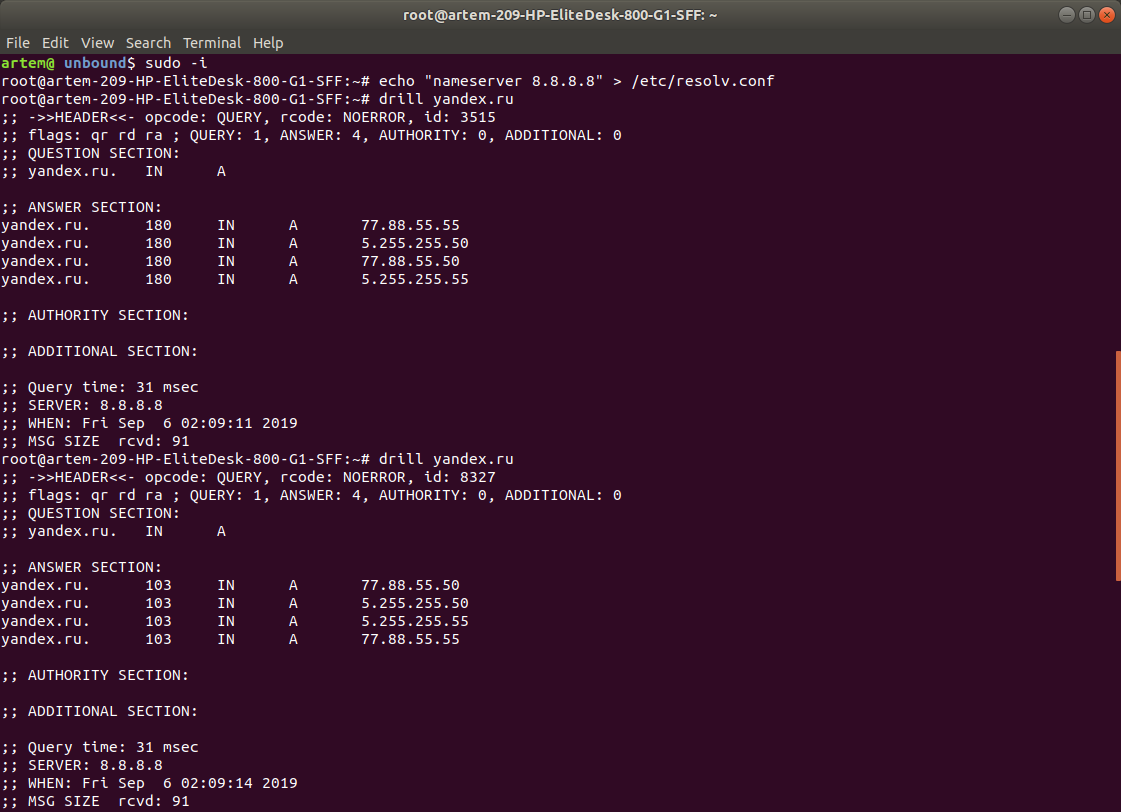 root@artem-209-HP-EliteDesk-800-G1-SFF: ~
File Edit View Search Terminal Help
artem@ unbound$ sudo -i
root@artem-209-HP-EliteDesk-800-G1-SFF:~# echo "nameserver 8.8.8.8" > /etc/resolv.conf
root@artem-209-HP-EliteDesk-800-G1-SFF:~# drill yandex.ru
;; ->>HEADER<<- opcode: QUERY, rcode: NOERROR, id: 3515
;; flags: qr rd ra ; QUERY: 1, ANSWER: 4, AUTHORITY: 0, ADDITIONAL: 0
;; QUESTION SECTION:
;; yandex.ru.	IN	A

;; ANSWER SECTION:
yandex.ru.	180	IN	A	77.88.55.55
yandex.ru.	180	IN	A	5.255.255.50
yandex.ru.	180	IN	A	77.88.55.50
yandex.ru.	180	IN	A	5.255.255.55

;; AUTHORITY SECTION:

;; ADDITIONAL SECTION:

;; Query time: 31 msec
;; SERVER: 8.8.8.8
;; WHEN: Fri Sep  6 02:09:11 2019
;; MSG SIZE  rcvd: 91
root@artem-209-HP-EliteDesk-800-G1-SFF:~# drill yandex.ru
;; ->>HEADER<<- opcode: QUERY, rcode: NOERROR, id: 8327
;; flags: qr rd ra ; QUERY: 1, ANSWER: 4, AUTHORITY: 0, ADDITIONAL: 0
;; QUESTION SECTION:
;; yandex.ru.	IN	A

;; ANSWER SECTION:
yandex.ru.	103	IN	A	77.88.55.50
yandex.ru.	103	IN	A	5.255.255.50
yandex.ru.	103	IN	A	5.255.255.55
yandex.ru.	103	IN	A	77.88.55.55

;; AUTHORITY SECTION:

;; ADDITIONAL SECTION:

;; Query time: 31 msec
;; SERVER: 8.8.8.8
;; WHEN: Fri Sep  6 02:09:14 2019
;; MSG SIZE  rcvd: 91